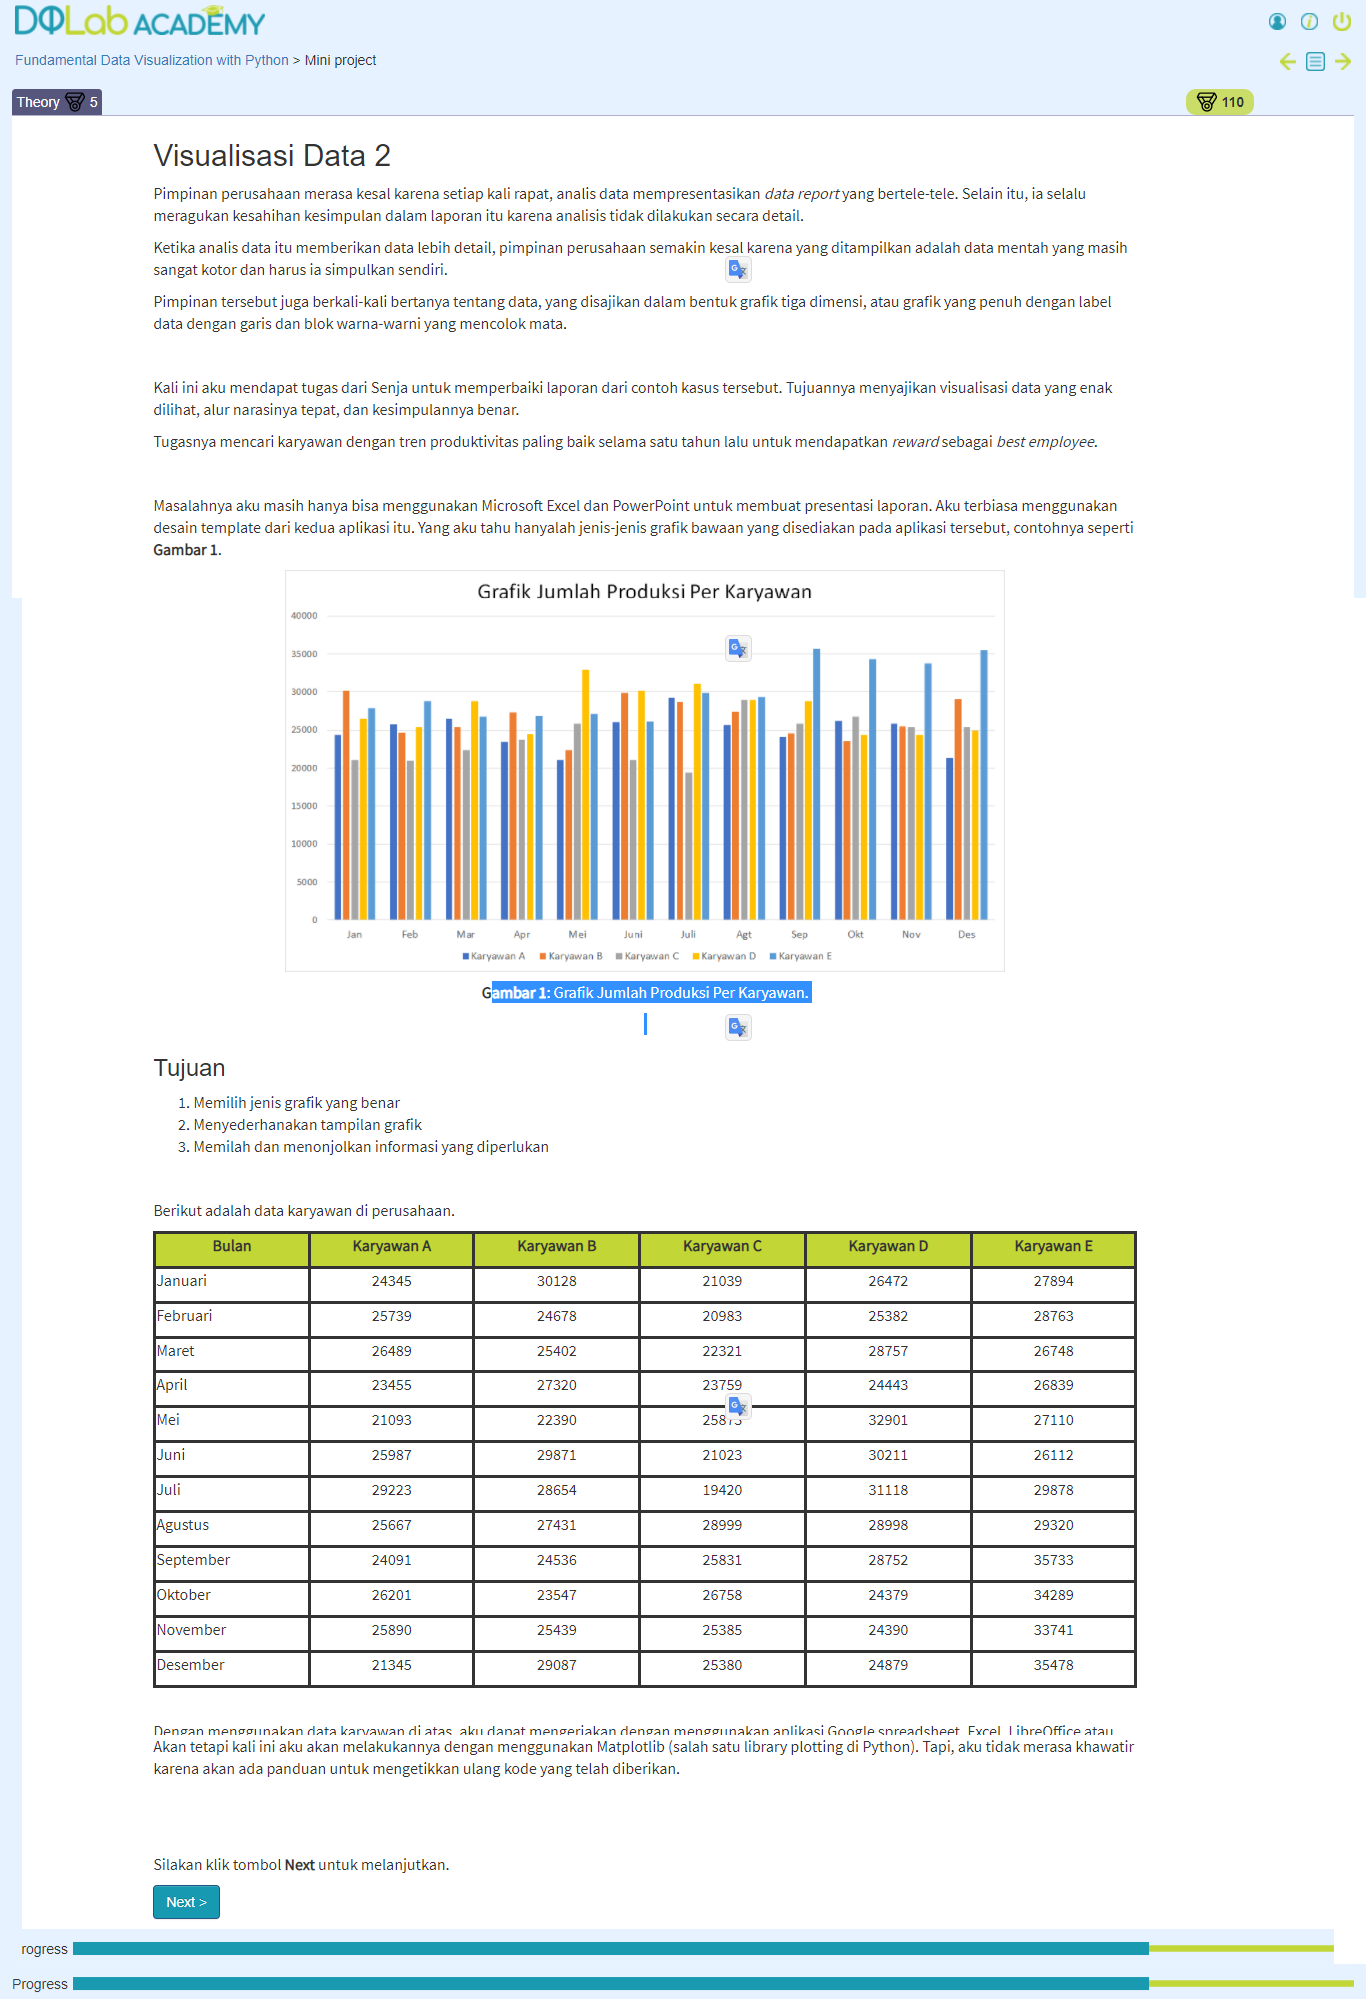 DQLab ACADEMY
Fundamental Data Visualization with Python > Mini project
Theory 5
110
Visualisasi Data 2
Pimpinan perusahaan merasa kesal karena setiap kali rapat, analis data mempresentasikan data report yang bertele-tele. Selain itu, ia selalu
meragukan kesahihan kesimpulan dalam laporan itu karena analisis tidak dilakukan secara detail.
Ketika analis data itu memberikan data lebih detail, pimpinan perusahaan semakin kesal karena yang ditampilkan adalah data mentah yang masih
sangat kotor dan harus ia simpulkan sendiri.
Pimpinan tersebut juga berkali-kali bertanya tentang data, yang disajikan dalam bentuk grafik tiga dimensi, atau grafik yang penuh dengan label
data dengan garis dan blok warna-warni yang mencolok mata.
Kali ini aku mendapat tugas dari Senja untuk memperbaiki laporan dari contoh kasus tersebut. Tujuannya menyajikan visualisasi data yang enak
dilihat, alur narasinya tepat, dan kesimpulannya benar.
Tugasnya mencari karyawan dengan tren produktivitas paling baik selama satu tahun lalu untuk mendapatkan reward sebagai best employee.
Masalahnya aku masih hanya bisa menggunakan Microsoft Excel dan PowerPoint untuk membuat presentasi laporan. Aku terbiasa menggunakan
desain template dari kedua aplikasi itu. Yang aku tahu hanyalah jenis-jenis grafik bawaan yang disediakan pada aplikasi tersebut, contohnya seperti
Gambar 1.
Grafik Jumlah Produksi Per Karyawan
40000
35000
30000
25000
20000
15000
10000
5000
0
Jan Feb Mar Apr Mei Juni Juli Agt Sep Okt Nov Des
Karyawan A Karyawan B Karyawan C Karyawan D Karyawan E
Gambar 1: Grafik Jumlah Produksi Per Karyawan.
Tujuan
1. Memilih jenis grafik yang benar
2. Menyederhanakan tampilan grafik
3. Memilah dan menonjolkan informasi yang diperlukan
Berikut adalah data karyawan di perusahaan.
Bulan Karyawan A Karyawan B Karyawan C Karyawan D Karyawan E
Januari 24345 30128 21039 26472 27894
Februari 25739 24678 20983 25382 28763
Maret 26489 25402 22321 28757 26748
April 23455 27320 23759 24443 26839
Mei 21093 22390 32901 27110
Juni 25987 29871 21023 30211 26112
Juli 29223 28654 19420 31118 29878
Agustus 25667 27431 28999 28998 29320
September 24091 24536 25831 28752 35733
Oktober 26201 23547 26758 24379 34289
November 25890 25439 25385 24390 33741
Desember 21345 29087 25380 24879 35478
Dengan menggunakan data karyawan di atas, aku dapat mengerjakan dengan menggunakan aplikasi Google spreadsheet, Excel, LibreOffice atau
Akan tetapi kali ini aku akan melakukannya dengan menggunakan Matplotlib (salah satu library plotting di Python). Tapi, aku tidak merasa khawatir
karena akan ada panduan untuk mengetikkan ulang kode yang telah diberikan.
Silakan klik tombol Next untuk melanjutkan.
Next >
rogress
Progress